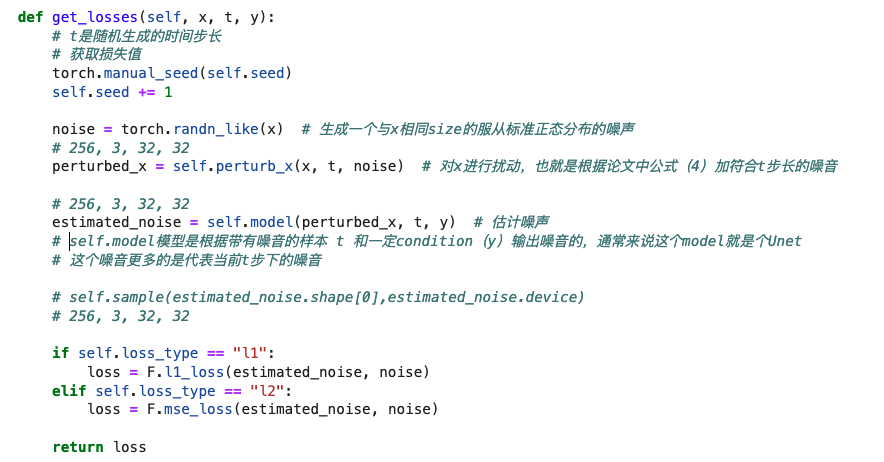 def get_losses(self, x, t, y):
    # t是随机生成的时间步长
    # 获取损失值
    torch.manual_seed(self.seed)
    self.seed += 1
    noise = torch.randn_like(x)  # 生成一个与x相同size的服从标准正态分布的噪声
    # 256, 3, 32, 32
    perturbed_x = self.perturb_x(x, t, noise)  # 对x进行扰动，也就是根据论文中公式（4）加符合t步长的噪音
    # 256, 3, 32, 32
    estimated_noise = self.model(perturbed_x, t, y)  # 估计噪声
    # self.model模型是根据带有噪音的样本 t 和一定condition（y）输出噪音的，通常来说这个model就是个Unet
    # 这个噪音更多的是代表当前t步下的噪音
    # self.sample(estimated_noise.shape[0],estimated_noise.device)
    # 256, 3, 32, 32
    if self.loss_type == "l1":
        loss = F.l1_loss(estimated_noise, noise)
    elif self.loss_type == "l2":
        loss = F.mse_loss(estimated_noise, noise)
    return loss